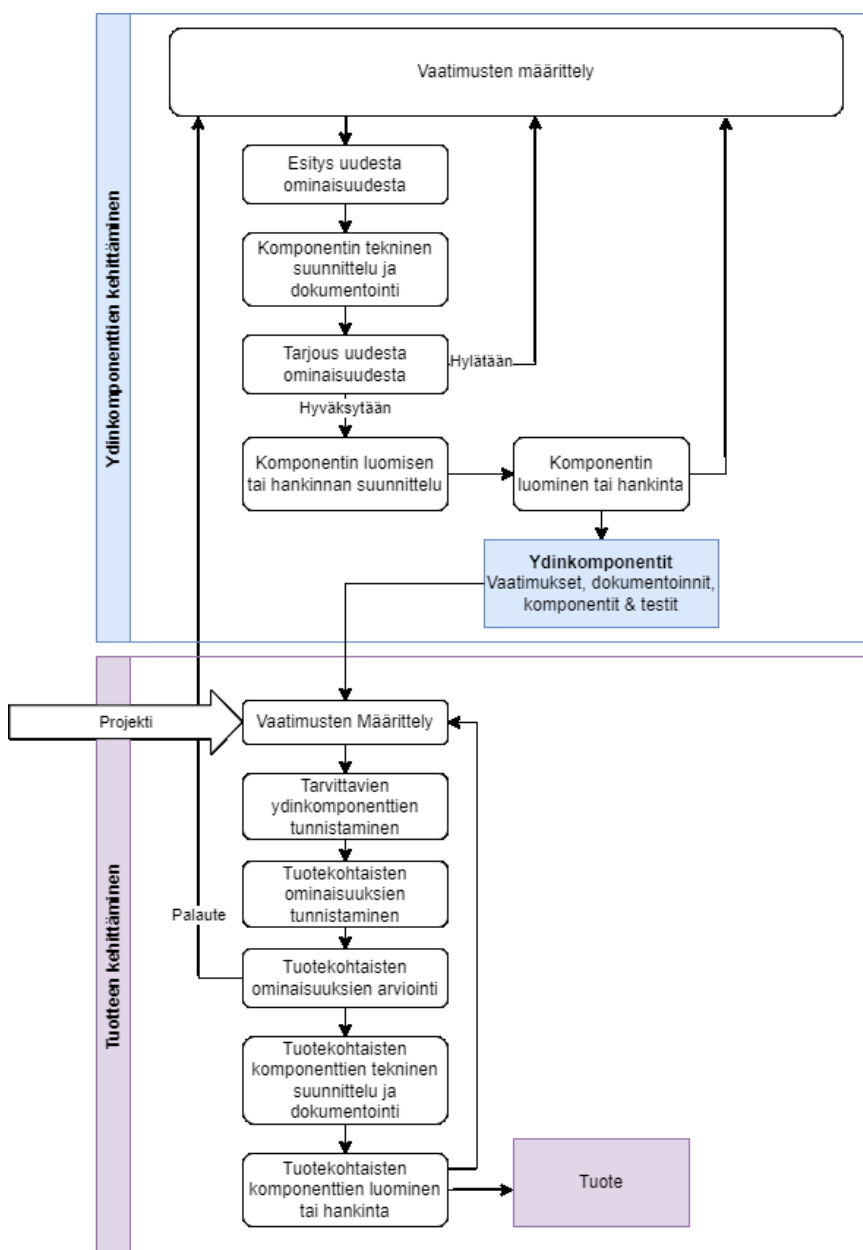 Ydinkomponenttien kehittäminen
Vaatimusten määrittely
Esitys uudesta
ominaisuudesta
Komponentin tekninen
suunnittelu ja
dokumentointi
Tarjous uudesta
ominaisuudesta
Hylätään
Hyväksytään
Komponentin luomisen
tai hankinnan suunnittelu
Komponentin
luominen tai hankinta
Ydinkomponentit
Vaatimukset, dokumentoinnit,
komponentit & testit
Tuotteen kehittäminen
Projekti
Vaatimusten Määrittely
Tarvittavien
ydinkomponenttien
tunnistaminen
Tuotekohtaisten
ominaisuuksien
tunnistaminen
Palaute
Tuotekohtaisten
ominaisuuksien arviointi
Tuotekohtaisten
komponenttien tekninen
suunnittelu ja
dokumentointi
Tuotekohtaisten
komponenttien luominen
tai hankinta
Tuote